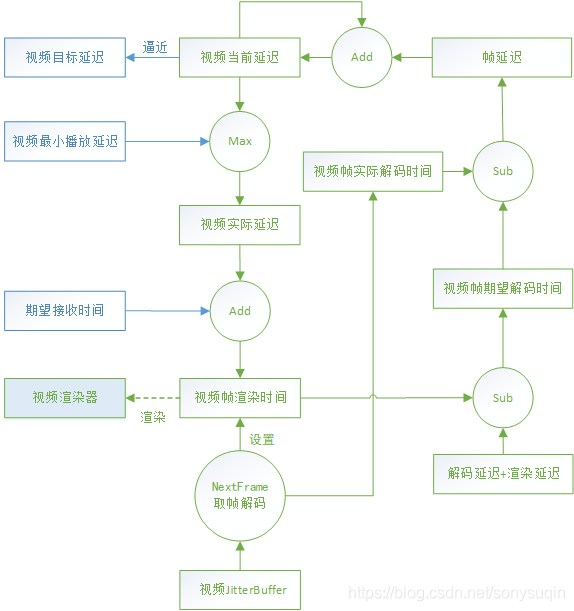 逼近
视频目标延迟
视频当前延迟
Add
帧延迟
视频最小播放延迟
Max
视频帧实际解码时间
Sub
视频实际延迟
视频帧期望解码时间
期望接收时间
Add
视频渲染器
渲染
视频帧渲染时间
Sub
设置
解码延迟+渲染延迟
NextFrame
取帧解码
视频JitterBuffer
https://blog.csdn.net/sonysuqin